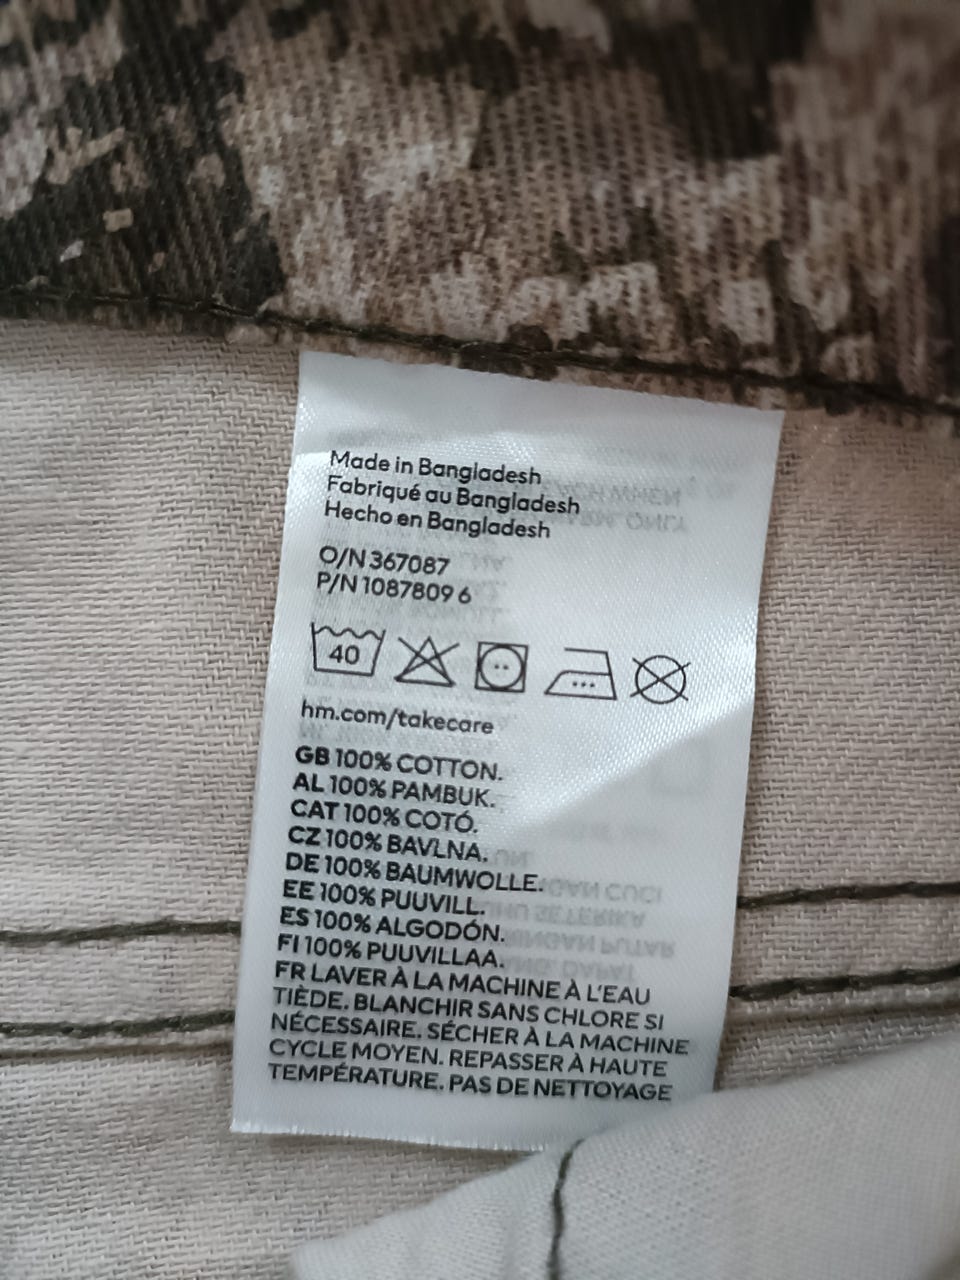 Made in Bangladesh
Fabriqué au Bangladesh
Hecho en Bangladesh
O/N 367087
P/N 1087809 6
40
hm.com/takecare
GB 100% COTTON.
AL 100% PAMBUK.
CAT 100% COTÓ.
CZ 100% BAVLNA.
DE 100% BAUMWOLLE.
EE 100% PUUVILL.
ES 100% ALGODÓN.
FI 100% PUUVILLAA.
FR LAVER À LA MACHINE À L'EAU
TIÈDE. BLANCHIR SANS CHLORE SI
NÉCESSAIRE. SÉCHER À LA MACHINE
CYCLE MOYEN. REPASSER À HAUTE
TEMPÉRATURE. PAS DE NETTOYAGE